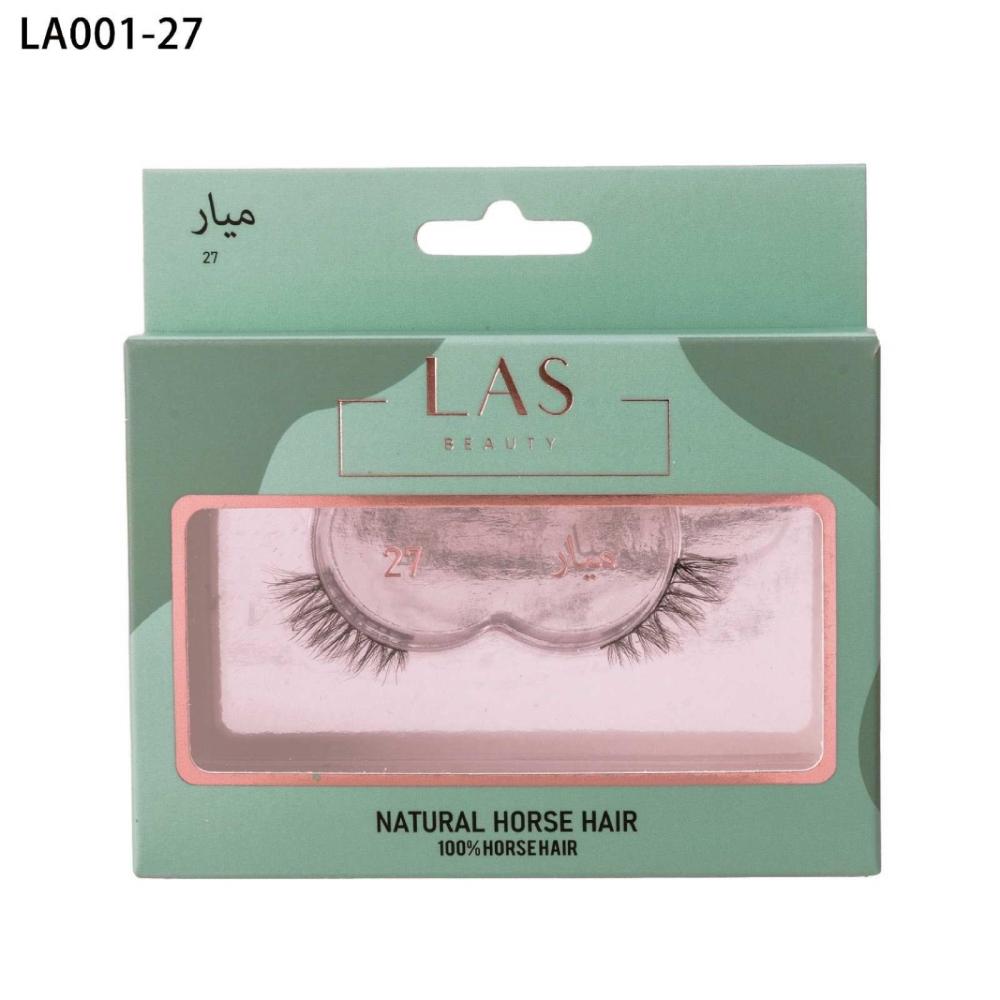 LA001-27
ميار
27
LAS
BEAUTY
27 ميار
NATURAL HORSE HAIR
100% HORSE HAIR